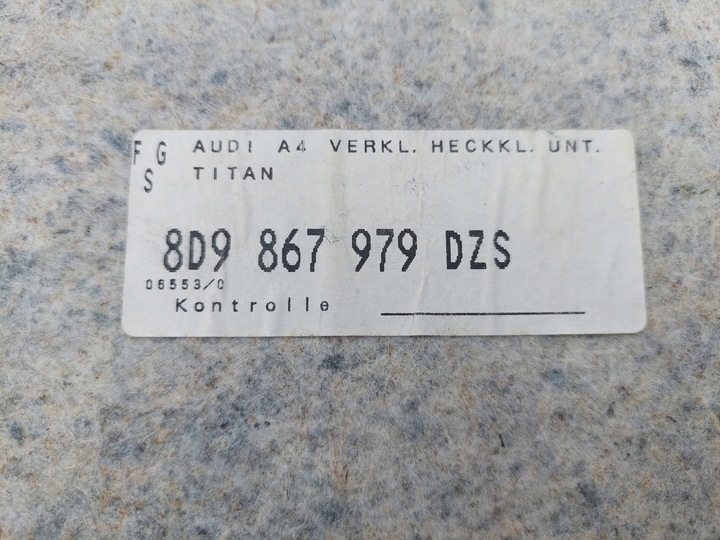 F G AUDI A4 VERKL. HECKKL. UNT.
S TITAN
8D9 867 979 DZS
06553/0
Kontrolle